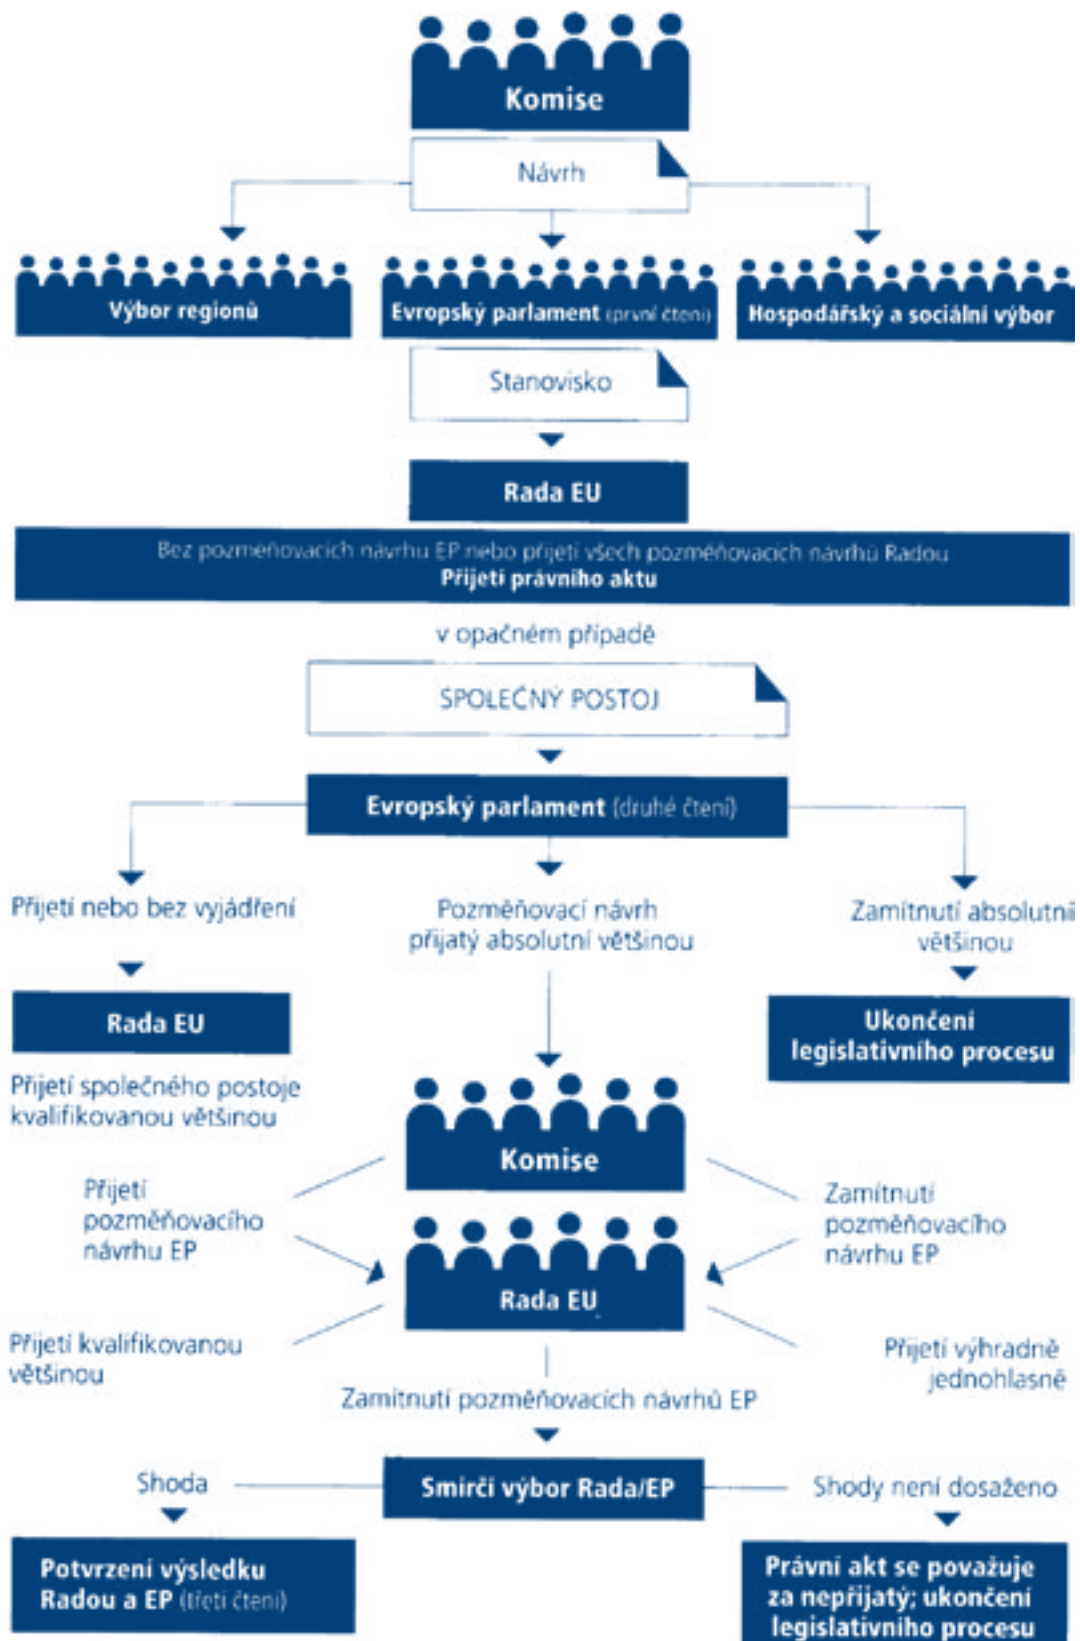 Komise
Návrh
Výbor regionů
Evropský parlament (první čtení)
Hospodářský a sociální výbor
Stanovisko
Rada EU
Bez pozměňovacích návrhu EP nebo přijetí všech pozměňovacích návrhů Radou
Přijetí právního aktu
v opačném případě
SPOLEČNÝ POSTOJ
Evropský parlament (druhé čtení)
Přijetí nebo bez vyjádření
Pozměňovací návrh
přijatý absolutní většinou
Zamítnutí absolutní
většinou
Rada EU
Ukončení
legislativního procesu
Přijetí společného postoje
kvalifikovanou většinou
Komise
Přijetí
pozměňovacího
návrhu EP
Zamítnutí
pozměňovacího
návrhu EP
Rada EU
Přijetí kvalifikovanou
většinou
Přijetí výhradně
jednohlasně
Zamítnutí pozměňovacích návrhů EP
Shoda
Smírčí výbor Rada/EP
Shody není dosaženo
Potvrzení výsledku
Radou a EP (třetí čtení)
Právní akt se považuje
za nepřijatý; ukončení
legislativního procesu